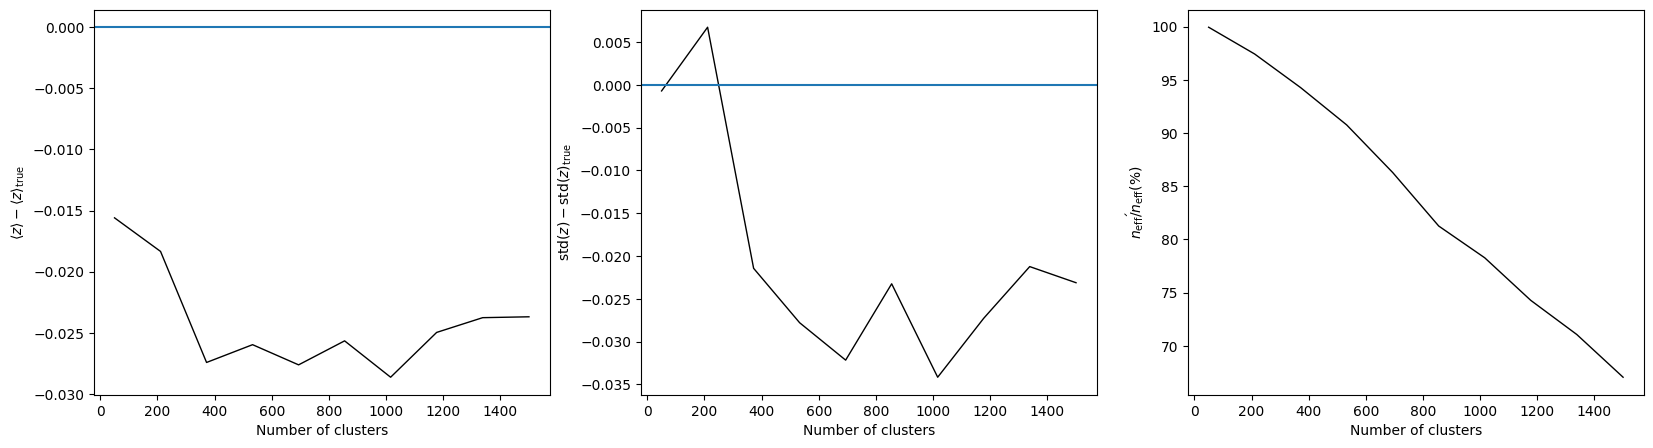 0.000
−0.005
−0.010
−0.015
−0.020
−0.025
−0.030
⟨z⟩ − ⟨z⟩true
0 200 400 600 800 1000 1200 1400
Number of clusters
0.005
0.000
−0.005
−0.010
−0.015
−0.020
−0.025
−0.030
−0.035
std(z) − std(z)true
0 200 400 600 800 1000 1200 1400
Number of clusters
100
95
90
85
80
75
70
n′eff/neff(%)
0 200 400 600 800 1000 1200 1400
Number of clusters